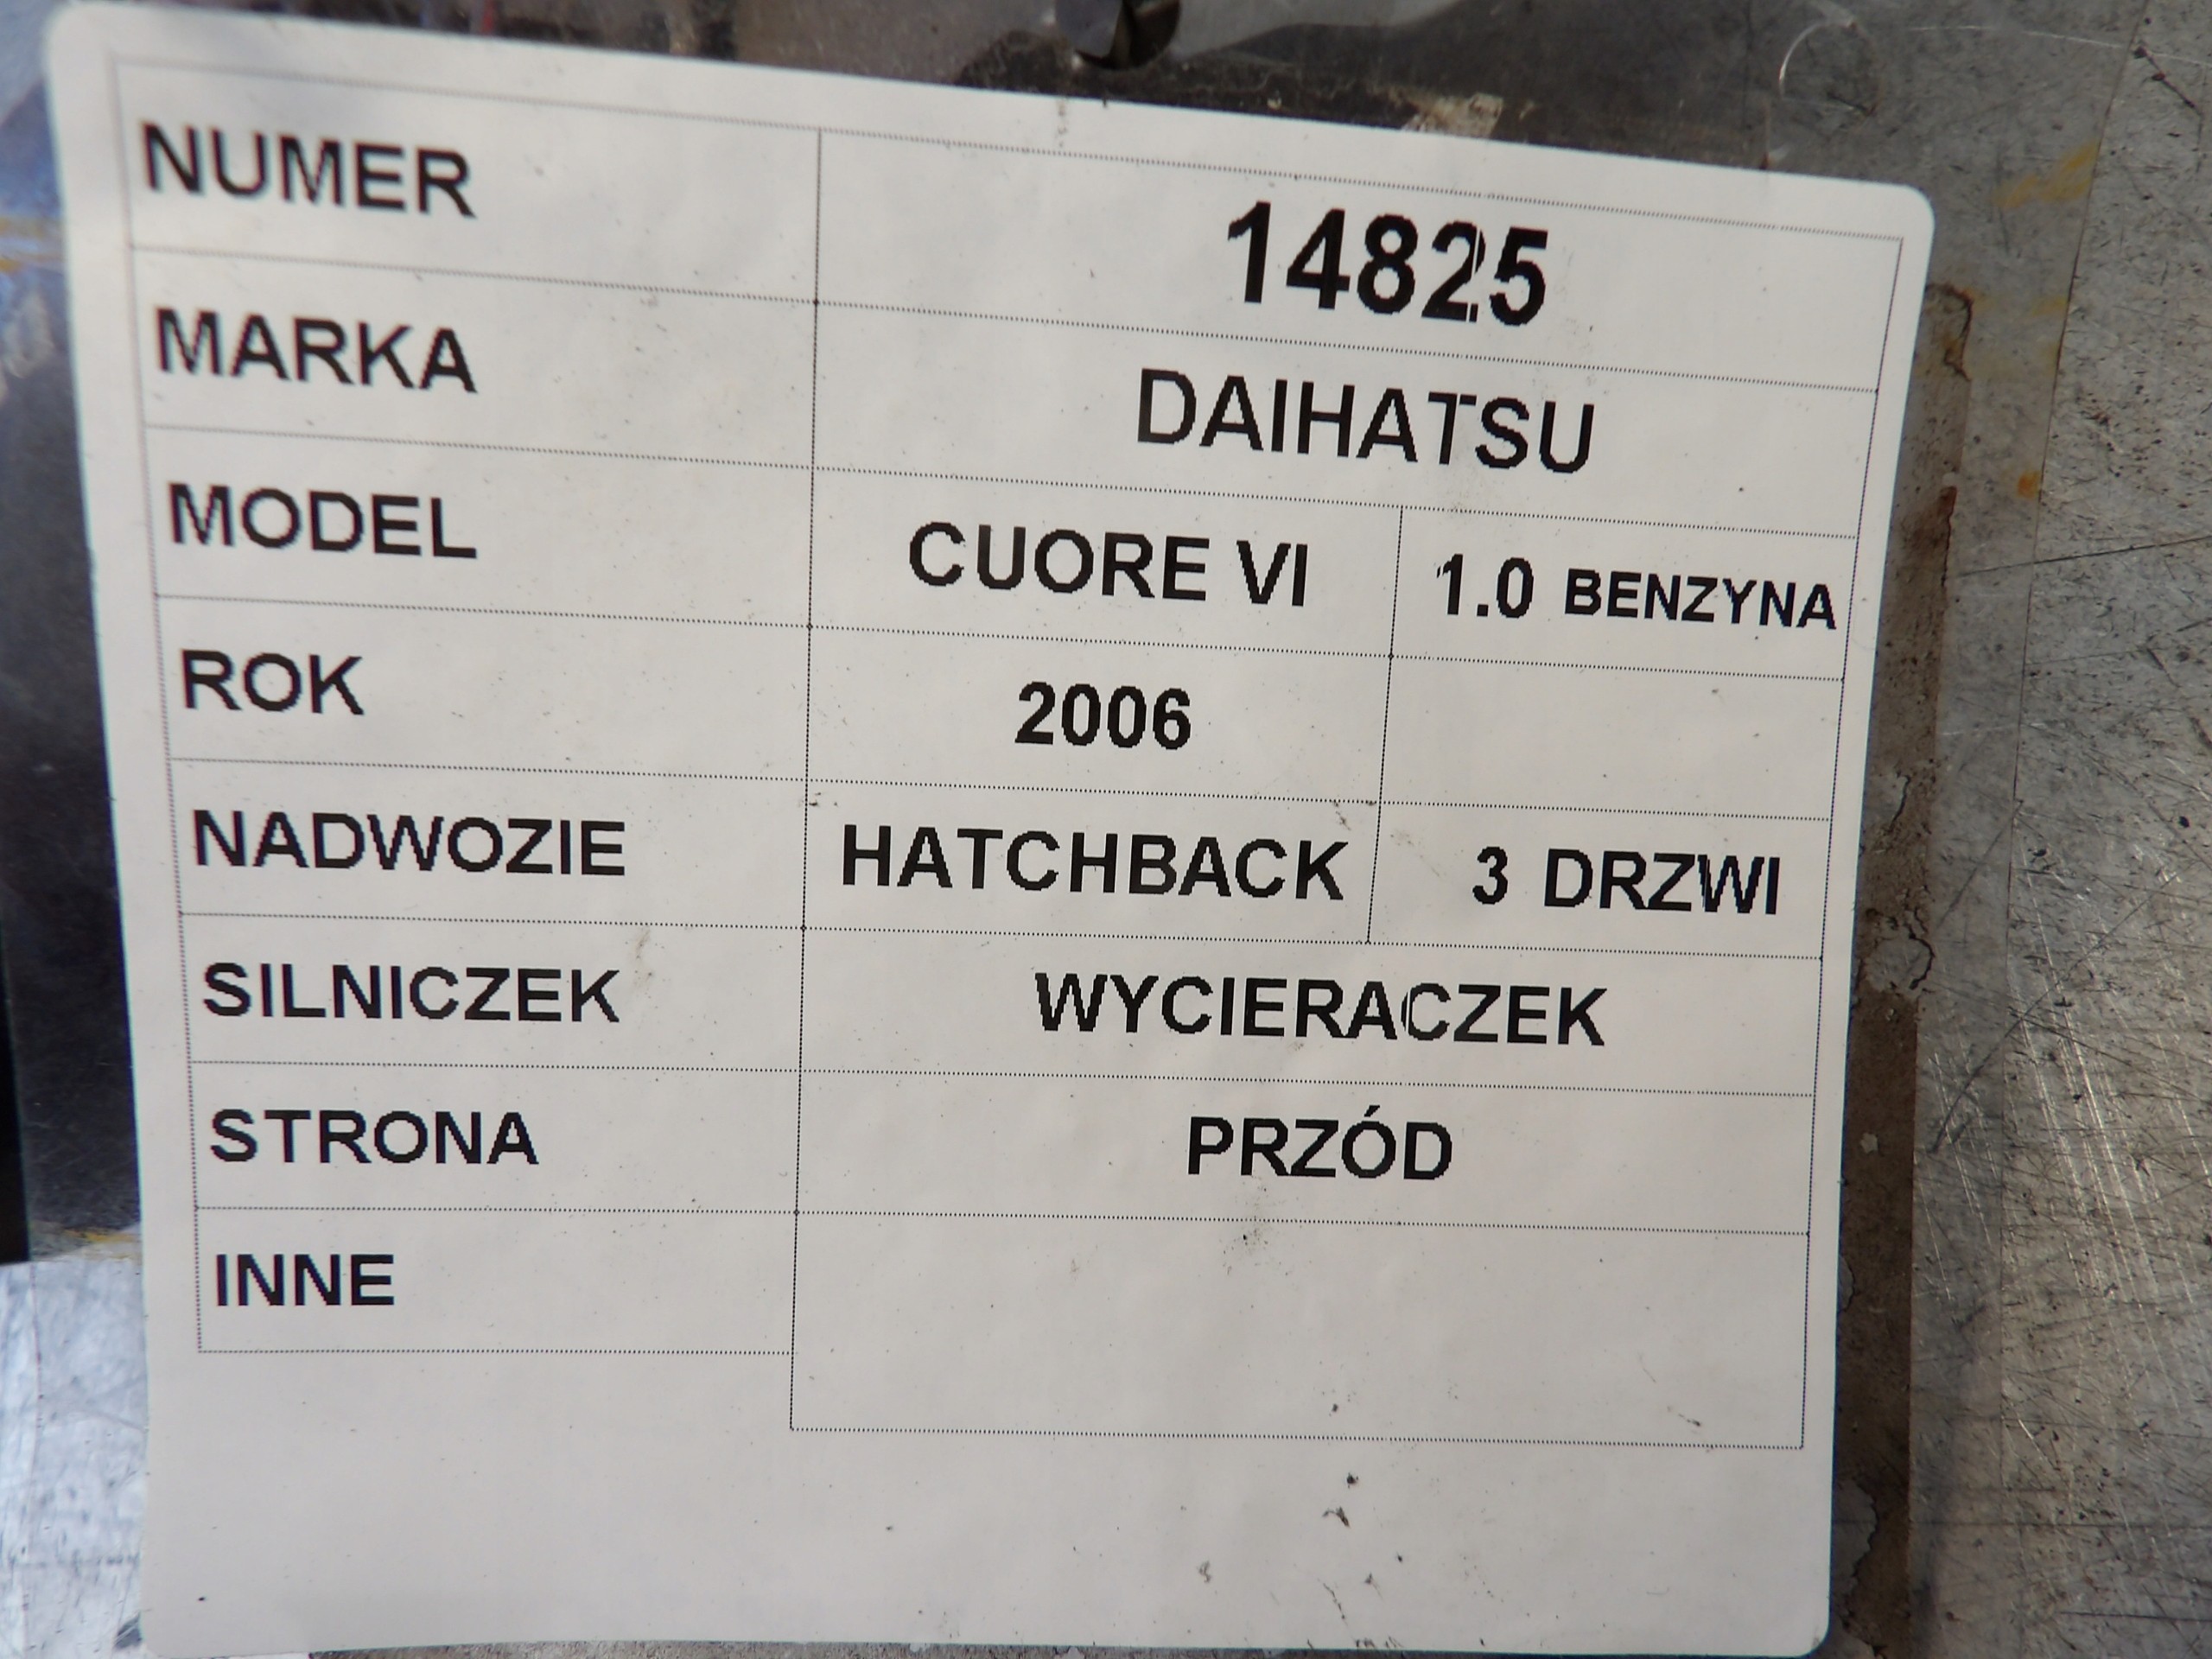 NUMER 14825
MARKA DAIHATSU
MODEL CUORE VI 1.0 BENZYNA
ROK 2006
NADWOZIE HATCHBACK 3 DRZWI
SILNICZEK WYCIERACZEK
STRONA PRZÓD
INNE